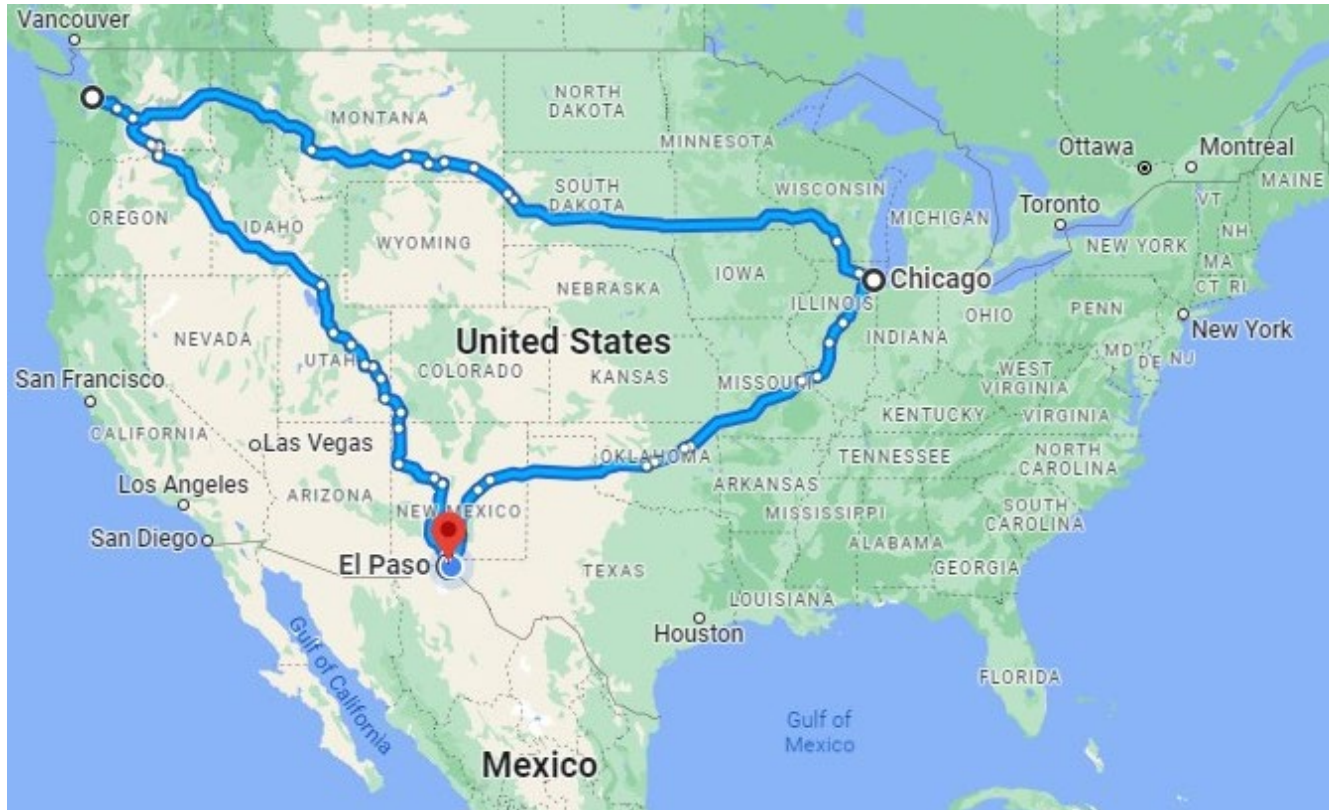 Vancouver
NORTH
DAKOTA
MONTANA
MINNESOTA
Ottawa
Montreal
MAINE
SOUTH
DAKOTA
WISCONSIN
MICHIGAN
Toronto
VT
NH
OREGON
IDAHO
WYOMING
NEW YORK
MA
CT RI
IOWA
Chicago
NEBRASKA
ILLINOIS
INDIANA
OHIO
PENN
New York
NEVADA
UTAH
COLORADO
United States
KANSAS
MISSOURI
WEST
VIRGINIA
MD
DE
NJ
San Francisco
CALIFORNIA
KENTUCKY
VIRGINIA
Las Vegas
OKLAHOMA
TENNESSEE
NORTH
CAROLINA
Los Angeles
ARIZONA
NEW MEXICO
ARKANSAS
MISSISSIPPI
SOUTH
CAROLINA
San Diego
El Paso
TEXAS
ALABAMA
GEORGIA
LOUISIANA
Houston
Gulf of California
FLORIDA
Gulf of
Mexico
Mexico